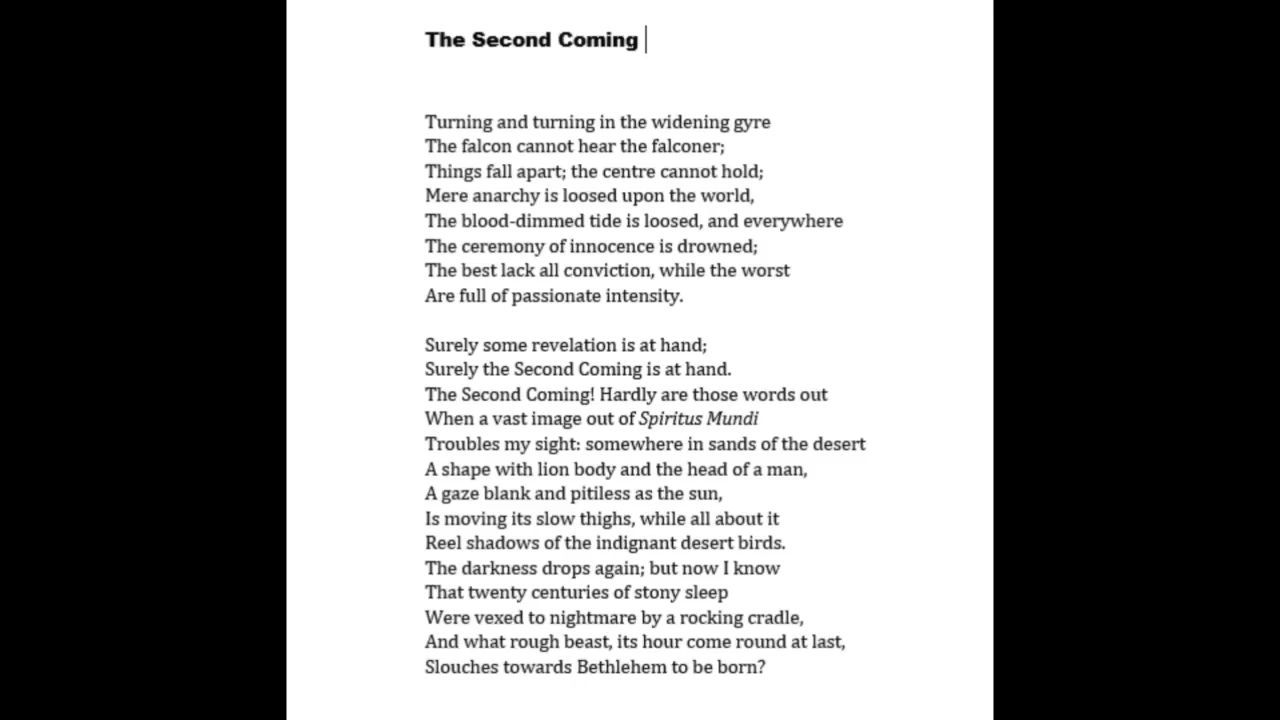 The Second Coming
Turning and turning in the widening gyre
The falcon cannot hear the falconer;
Things fall apart; the centre cannot hold;
Mere anarchy is loosed upon the world,
The blood-dimmed tide is loosed, and everywhere
The ceremony of innocence is drowned;
The best lack all conviction, while the worst
Are full of passionate intensity.
Surely some revelation is at hand;
Surely the Second Coming is at hand.
The Second Coming! Hardly are those words out
When a vast image out of Spiritus Mundi
Troubles my sight: somewhere in sands of the desert
A shape with lion body and the head of a man,
A gaze blank and pitiless as the sun,
Is moving its slow thighs, while all about it
Reel shadows of the indignant desert birds.
The darkness drops again; but now I know
That twenty centuries of stony sleep
Were vexed to nightmare by a rocking cradle,
And what rough beast, its hour come round at last,
Slouches towards Bethlehem to be born?